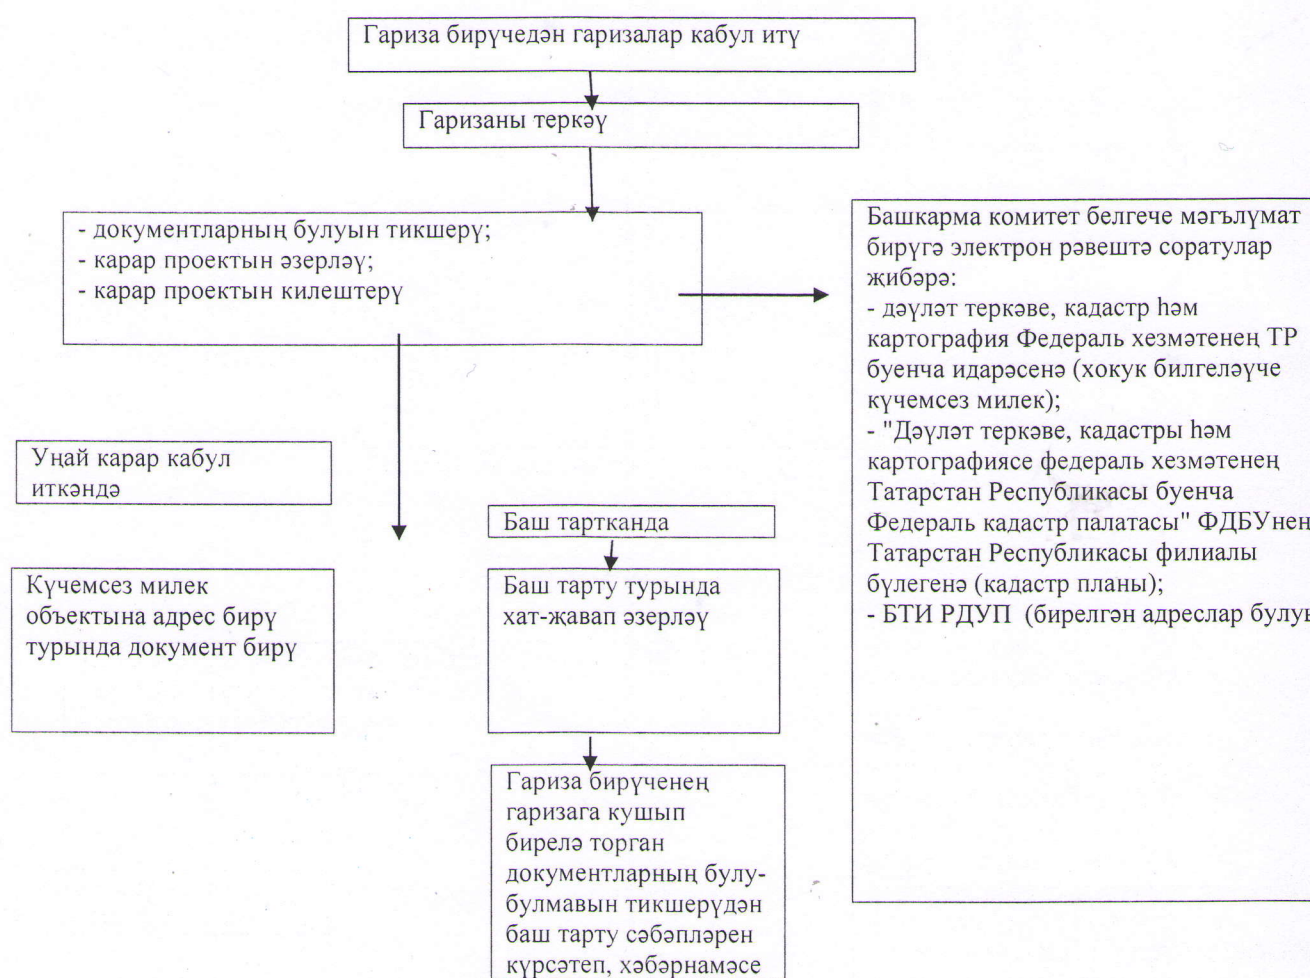 Гариза бирүчедән гаризалар кабул итү
Гаризаны теркәү
- документларның булуын тикшерү;
- карар проектын әзерләү;
- карар проектын килештерү
Башкарма комитет белгече мәгълүмат
бирүгә электрон рәвештә соратулар
җибәрә:
- дәүләт теркәве, кадастр һәм
картография Федераль хезмәтенең ТР
буенча идарәсенә (хокук билгеләүче
күчемсез милек);
- "Дәүләт теркәве, кадастры һәм
картографиясе федераль хезмәтенең
Татарстан Республикасы буенча
Федераль кадастр палатасы" ФДБУнең
Татарстан Республикасы филиалы
бүлегенә (кадастр планы);
- БТИ РДУП (бирелгән адреслар
Уңай карар кабул
иткәндә
Күчемсез милек
объектына адрес бирү
турында документ бирү
Баш тартканда
Баш тарту турында
хат-җавап әзерләү
Гариза бирүченең
гаризага кушып
бирелә торган
документларның булу-
булмавын тикшерүдән
баш тарту сәбәпләрен
күрсәтеп, хәбәрнамәсе